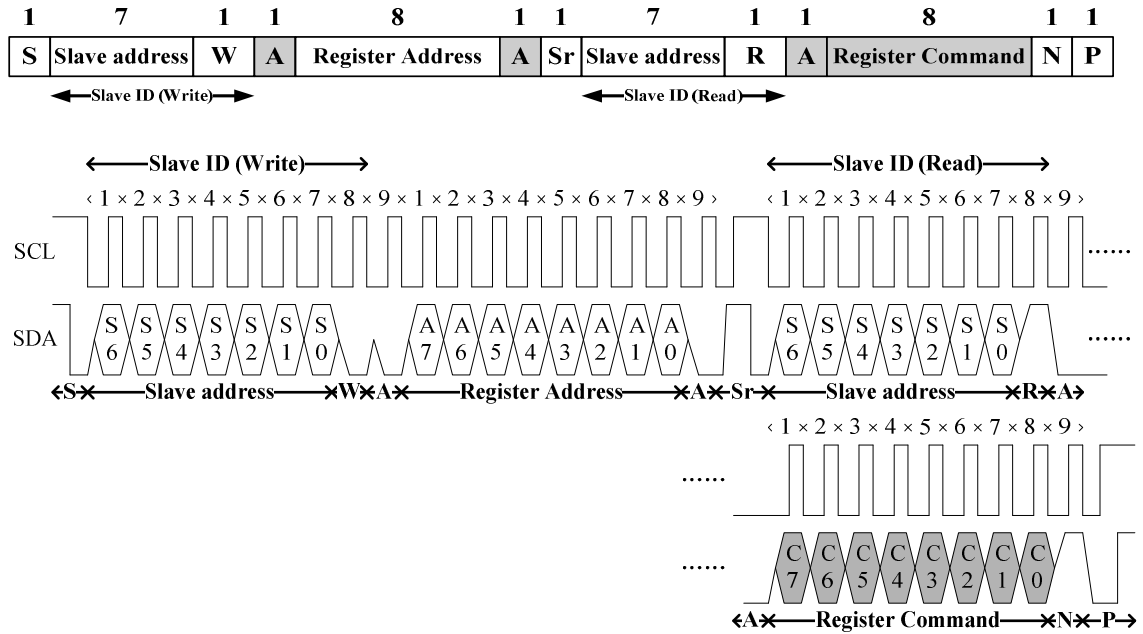 1 7 1 1 8 1 1 7 1 1 8 1 1
S Slave address W A Register Address A Sr Slave address R A Register Command N P
Slave ID (Write) Slave ID (Read)
Slave ID (Write) Slave ID (Read)
‹ 1 × 2 × 3 × 4 × 5 × 6 × 7 × 8 × 9 × 1 × 2 × 3 × 4 × 5 × 6 × 7 × 8 × 9 › ‹ 1 × 2 × 3 × 4 × 5 × 6 × 7 × 8 × 9 ›
SCL ......
SDA S6 S5 S4 S3 S2 S1 S0 A7 A6 A5 A4 A3 A2 A1 A0 S6 S5 S4 S3 S2 S1 S0 ......
S Slave address W A Register Address A Sr Slave address R A
‹ 1 × 2 × 3 × 4 × 5 × 6 × 7 × 8 × 9 ›
......
...... C7 C6 C5 C4 C3 C2 C1 C0
A Register Command N P